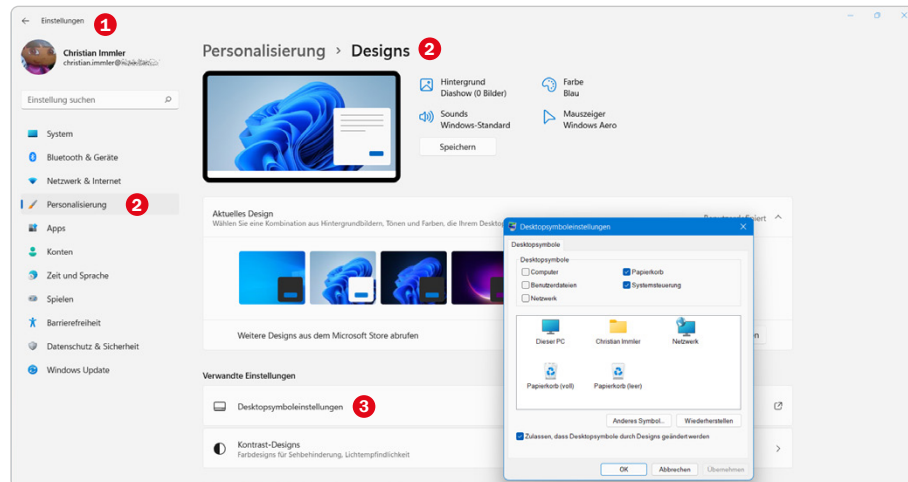 Einstellungen
1
Christian Immler
Einstellung suchen
System
Bluetooth & Geräte
Netzwerk & Internet
Personalisierung
2
Apps
Konten
Zeit und Sprache
Spielen
Barrierefreiheit
Datenschutz & Sicherheit
Windows Update
Personalisierung > Designs
2
Hintergrund
Diashow (0 Bilder)
Farbe
Blau
Sounds
Windows-Standard
Mauszeiger
Windows Aero
Speichern
Aktuelles Design
Wählen Sie eine Kombination aus Hintergrundbildern, Tönen und Farben, die Ihrem
Weitere Designs aus dem Microsoft Store abrufen
Verwandte Einstellungen
Desktopsymboleinstellungen
3
Kontrast-Designs
Farbdesigns für Sehbehinderung, Lichtempfindlichkeit
Desktopsymboleinstellungen
Desktopsymbole
Desktopsymbole
Computer
Papierkorb
Benutzerdateien
Systemsteuerung
Netzwerk
Dieser PC
Christian Immler
Netzwerk
Papierkorb (voll)
Papierkorb (leer)
Anderes Symbol...
Wiederherstellen
Zulassen, dass Desktopsymbole durch Designs geändert werden
OK
Abbrechen
Übernehmen